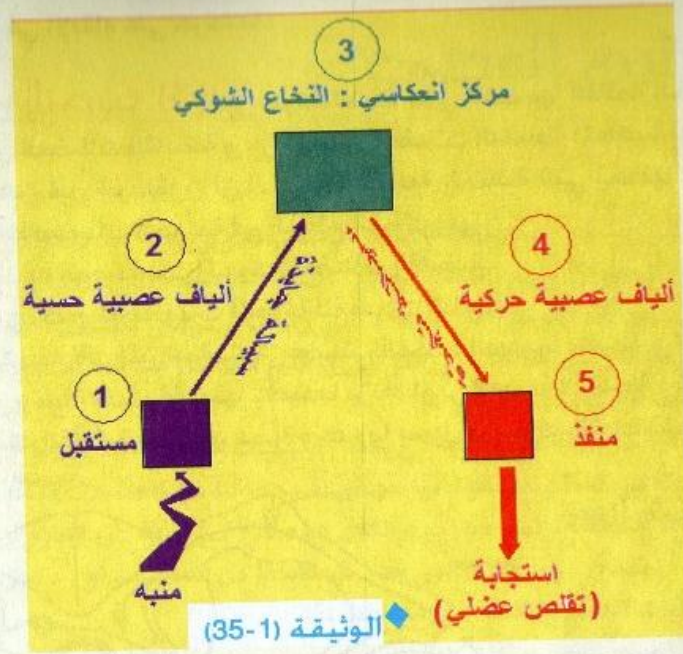 3
مركز انعكاسي : النخاع الشوكي
2
ألياف عصبية حسية
4
ألياف عصبية حركية
سيالة
1
مستقبل
5
منفذ
منبه
استجابة
(تقلص عضلي)
الوثيقة (1-35)